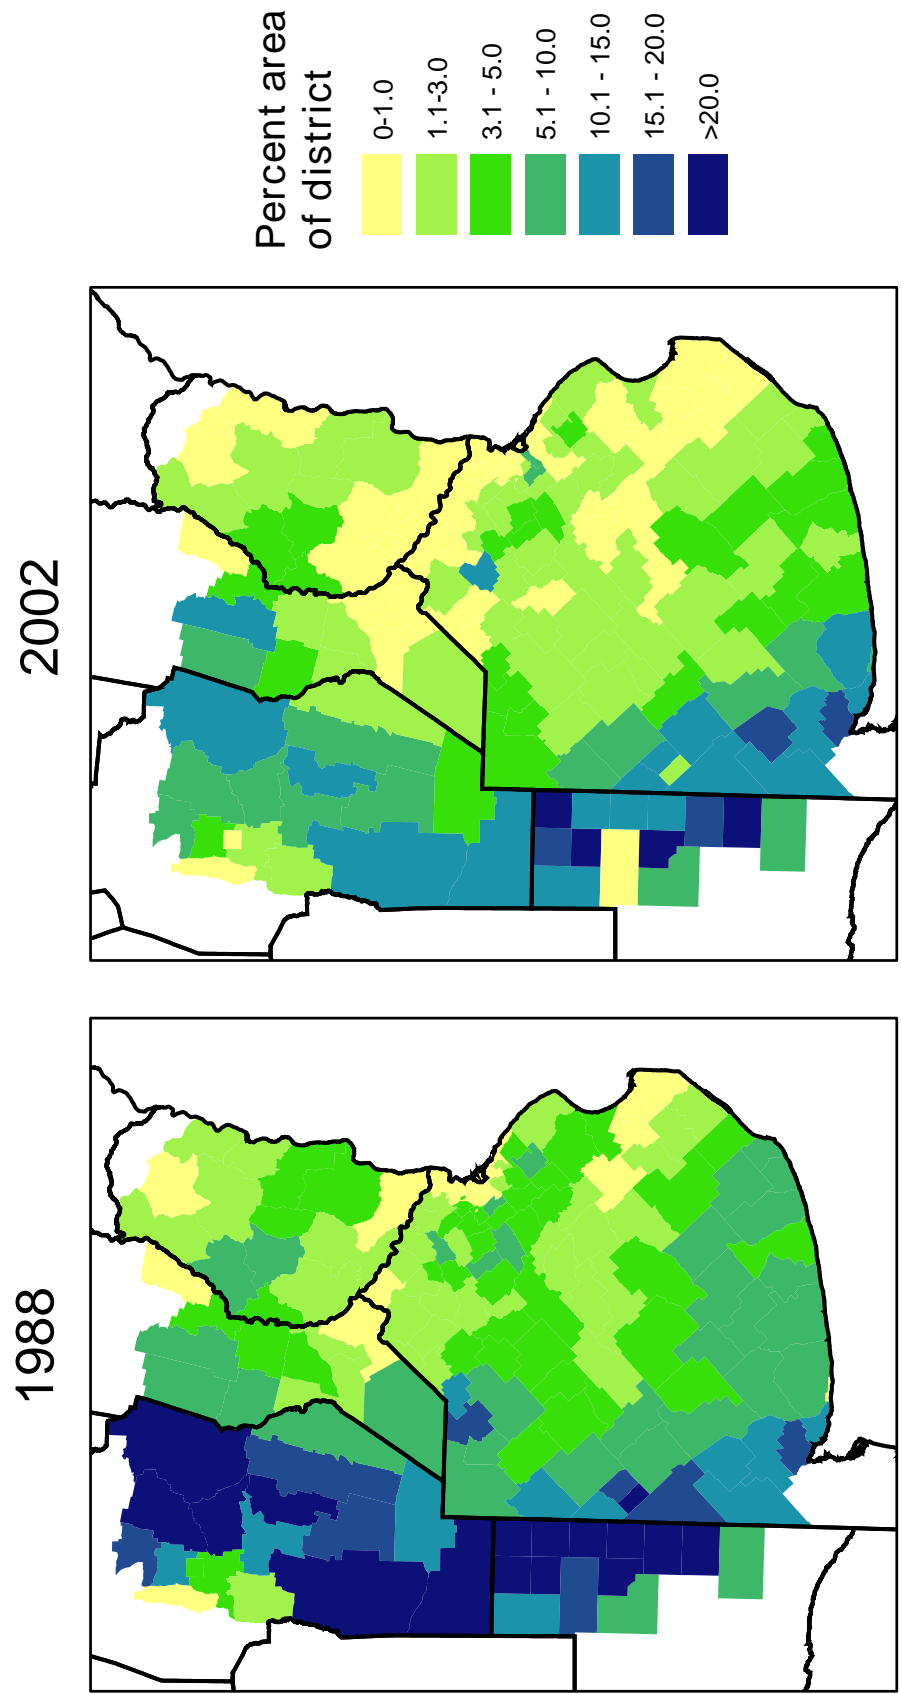 1988
2002
Percent area
of district
0-1.0
1.1-3.0
3.1 - 5.0
5.1 - 10.0
10.1 - 15.0
15.1 - 20.0
>20.0